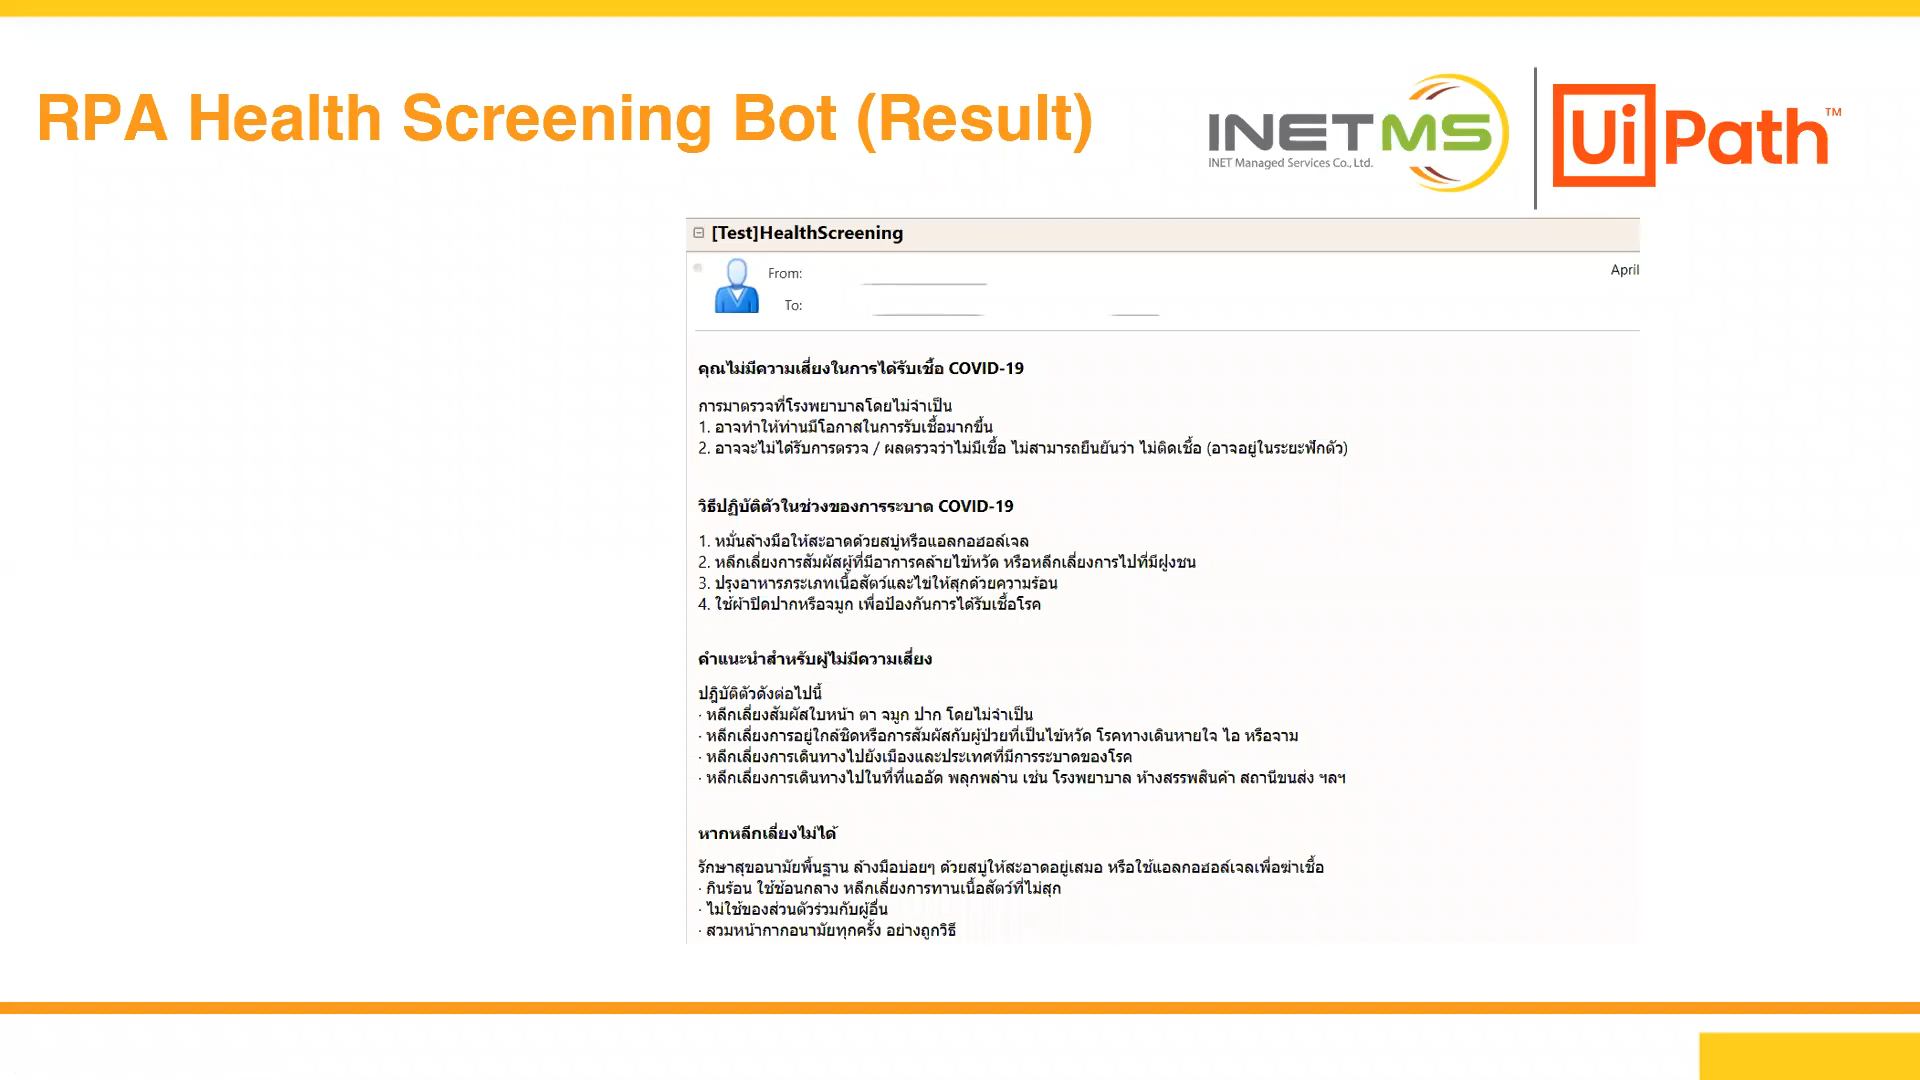 RPA Health Screening Bot (Result)
INETMS
INET Managed Services Co., Ltd.
UiPath™
[Test]HealthScreening
From:
April
To:
คุณไม่มีความเสี่ยงในการได้รับเชื้อ COVID-19
การมาตรวจที่โรงพยาบาลโดยไม่จำเป็น
1. อาจทำให้ท่านมีโอกาสในการรับเชื้อมากขึ้น
2. อาจจะไม่ได้รับการตรวจ / ผลตรวจว่าไม่มีเชื้อ ไม่สามารถยืนยันว่า ไม่ติดเชื้อ (อาจอยู่ในระยะฟักตัว)
วิธีปฏิบัติตัวในช่วงของการระบาด COVID-19
1. หมั่นล้างมือให้สะอาดด้วยสบู่หรือแอลกอฮอล์เจล
2. หลีกเลี่ยงการสัมผัสผู้ที่มีอาการคล้ายไข้หวัด หรือหลีกเลี่ยงการไปที่มีฝูงชน
3. ปรุงอาหารประเภทเนื้อสัตว์และไข่ให้สุกด้วยความร้อน
4. ใช้ผ้าปิดปากหรือจมูก เพื่อป้องกันการได้รับเชื้อโรค
คำแนะนำสำหรับผู้ไม่มีความเสี่ยง
ปฏิบัติตัวดังต่อไปนี้
· หลีกเลี่ยงสัมผัสใบหน้า ตา จมูก ปาก โดยไม่จำเป็น
· หลีกเลี่ยงการอยู่ใกล้ชิดหรือการสัมผัสกับผู้ป่วยที่เป็นไข้หวัด โรคทางเดินหายใจ ไอ หรือจาม
· หลีกเลี่ยงการเดินทางไปยังเมืองและประเทศที่มีการระบาดของโรค
· หลีกเลี่ยงการเดินทางไปในที่ที่แออัด พลุกพล่าน เช่น โรงพยาบาล ห้างสรรพสินค้า สถานีขนส่ง ฯลฯ
หากหลีกเลี่ยงไม่ได้
รักษาสุขอนามัยพื้นฐาน ล้างมือบ่อยๆ ด้วยสบู่ให้สะอาดอยู่เสมอ หรือใช้แอลกอฮอล์เจลเพื่อฆ่าเชื้อ
· กินร้อน ใช้ช้อนกลาง หลีกเลี่ยงการทานเนื้อสัตว์ที่ไม่สุก
· ไม่ใช้ของส่วนตัวร่วมกับผู้อื่น
· สวมหน้ากากอนามัยทุกครั้ง อย่างถูกวิธี